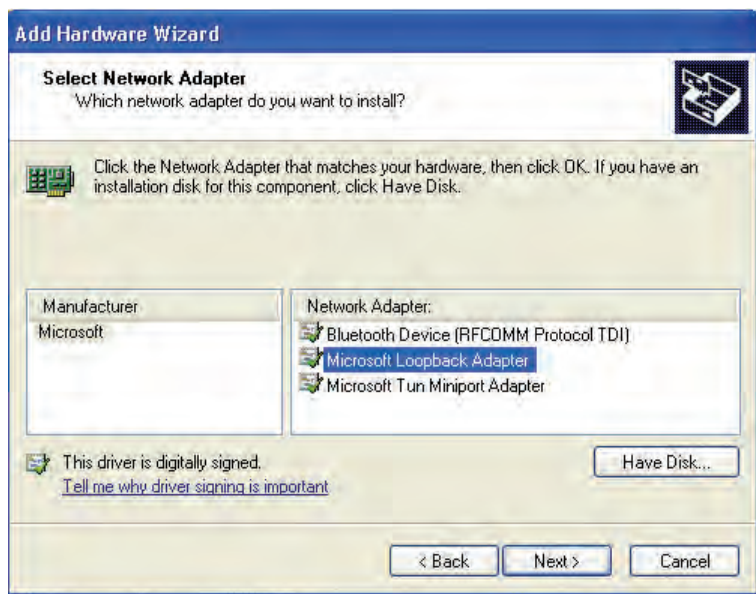 Add Hardware Wizard
Select Network Adapter
Which network adapter do you want to install?
Click the Network Adapter that matches your hardware, then click OK. If you have an
installation disk for this component, click Have Disk.
Manufacturer
Microsoft
Network Adapter:
Bluetooth Device (RFCOMM Protocol TDI)
Microsoft Loopback Adapter
Microsoft Tun Miniport Adapter
This driver is digitally signed.
Tell me why driver signing is important
Have Disk...
< Back
Next >
Cancel